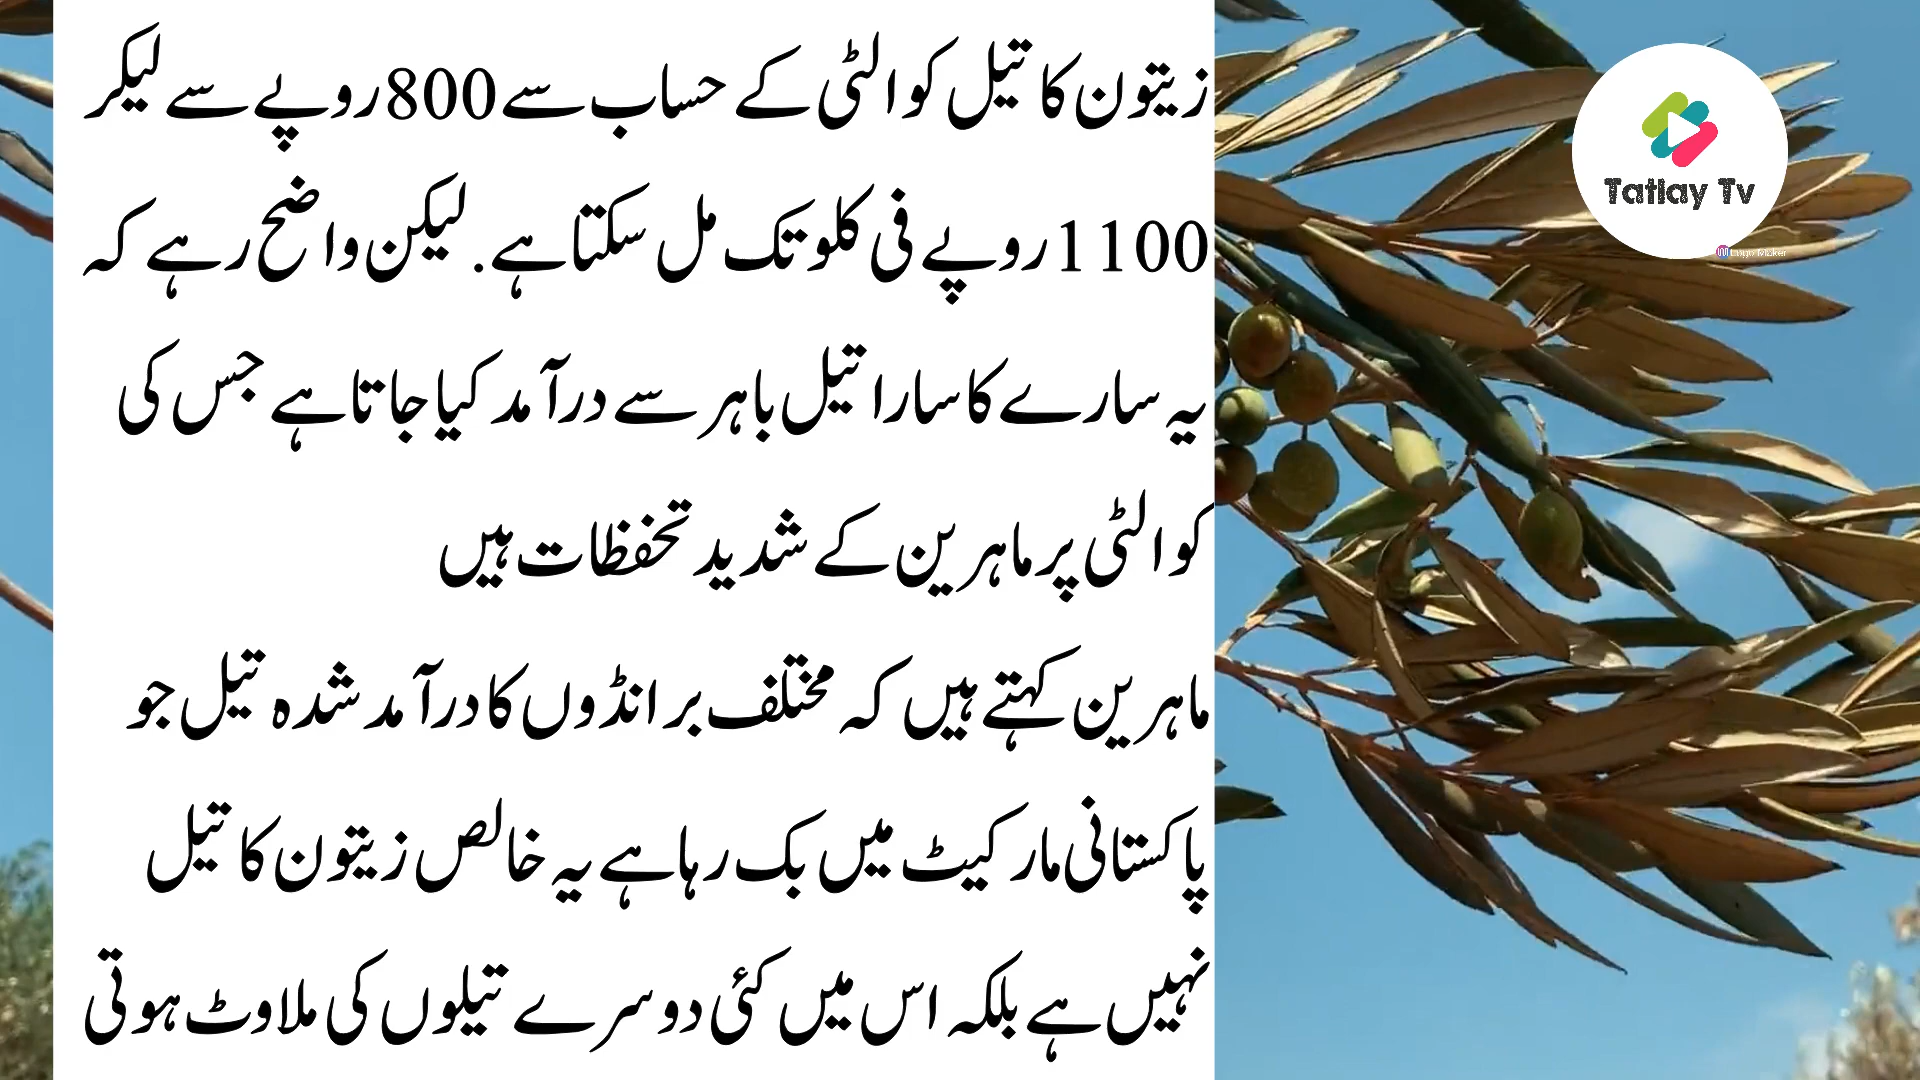 زیتون کا تیل کوالٹی کے حساب سے 800 روپے سے لیکر
1100 روپے فی کلو تک مل سکتا ہے. لیکن واضح رہے کہ
یہ سارے کا سارا تیل باہر سے درآمد کیا جاتا ہے جس کی
کوالٹی پر ماہرین کے شدید تحفظات ہیں
ماہرین کہتے ہیں کہ مختلف برانڈوں کا درآمد شدہ تیل جو
پاکستانی مارکیٹ میں بک رہا ہے یہ خالص زیتون کا تیل
نہیں ہے بلکہ اس میں کئی دوسرے تیلوں کی ملاوٹ ہوتی
Tatlay Tv